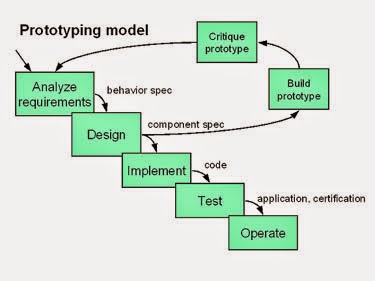 Prototyping model
Critique
prototype
Build
prototype
Analyze
requirements
behavior spec
Design
component spec
Implement
code
Test
application, certification
Operate